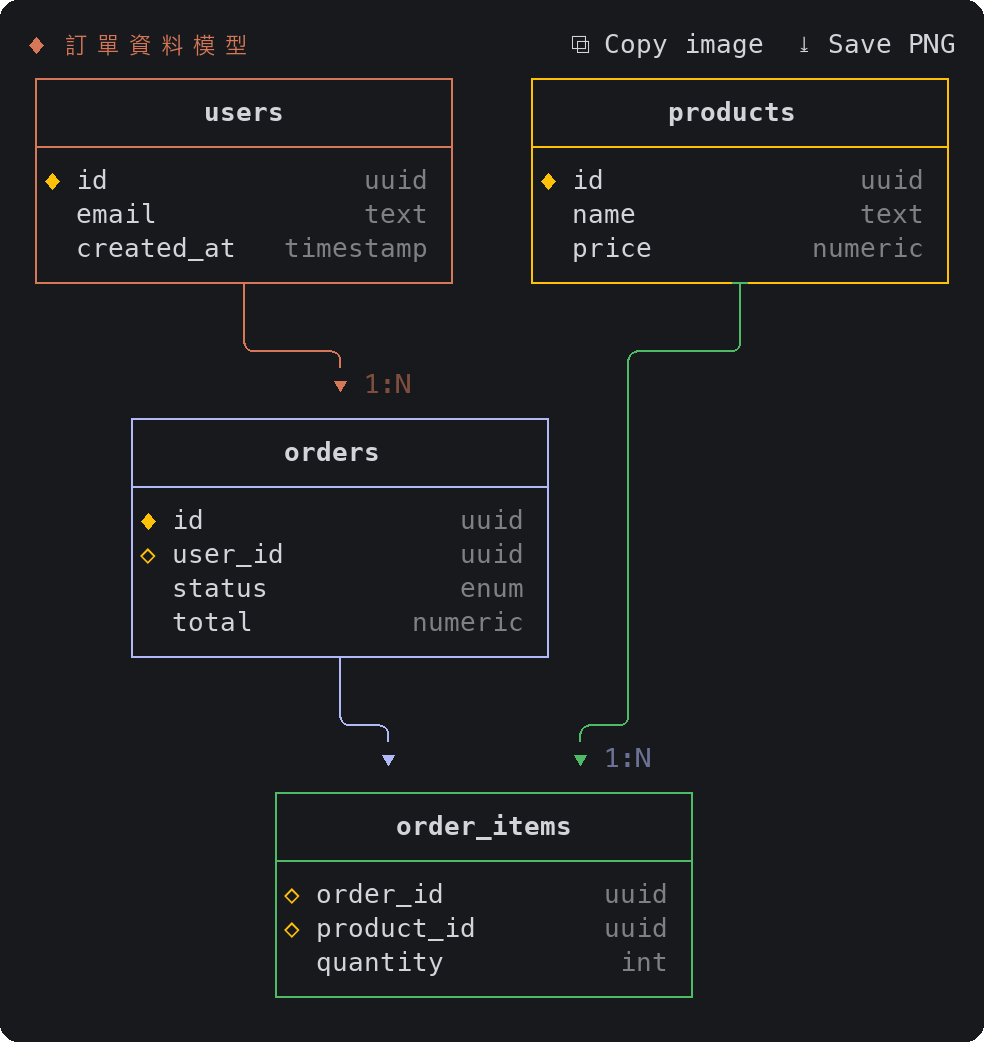 ◆ 訂單資料模型
Copy image
⤓ Save PNG
users
◆ id uuid
email text
created_at timestamp
products
◆ id uuid
name text
price numeric
1:N
orders
◆ id uuid
◇ user_id uuid
status enum
total numeric
1:N
order_items
◇ order_id uuid
◇ product_id uuid
quantity int